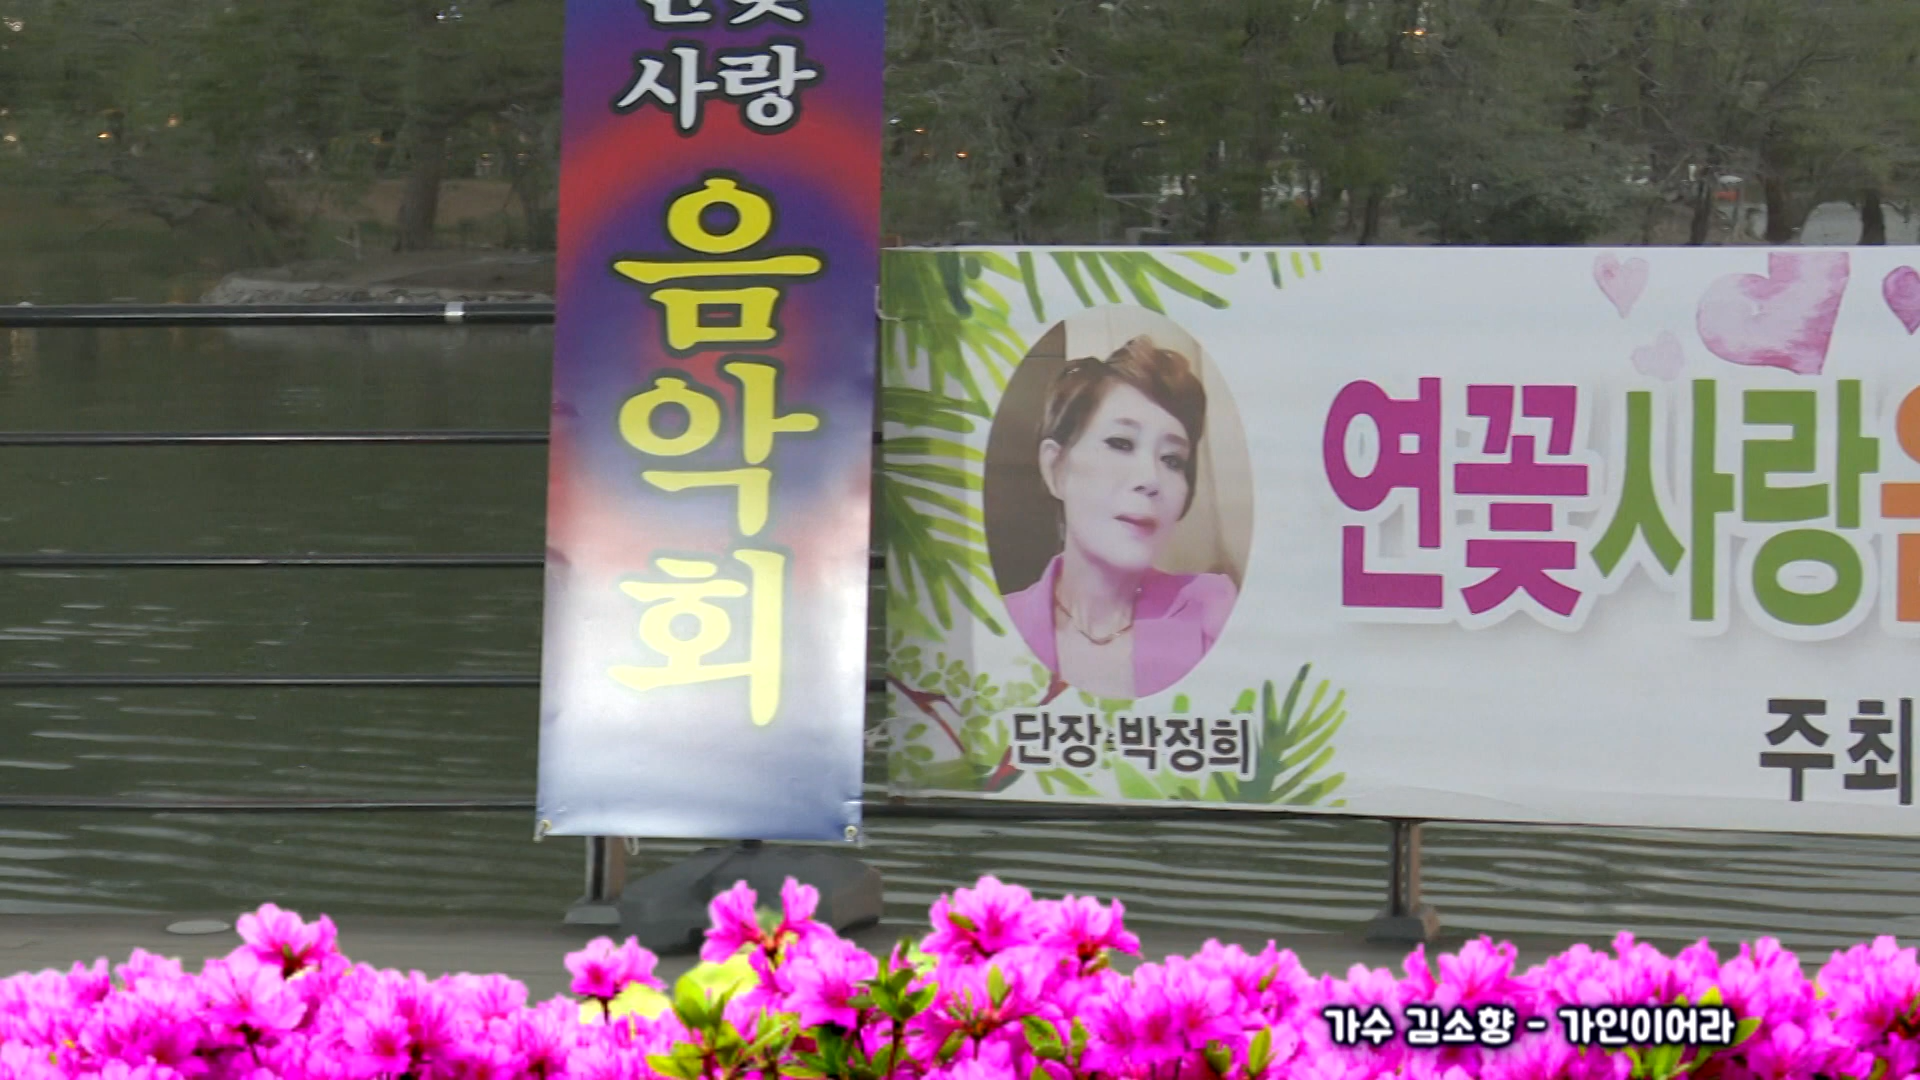 사랑
음악회
연꽃사랑
단장 박정희
주최
가수 김소향 - 가인이어라